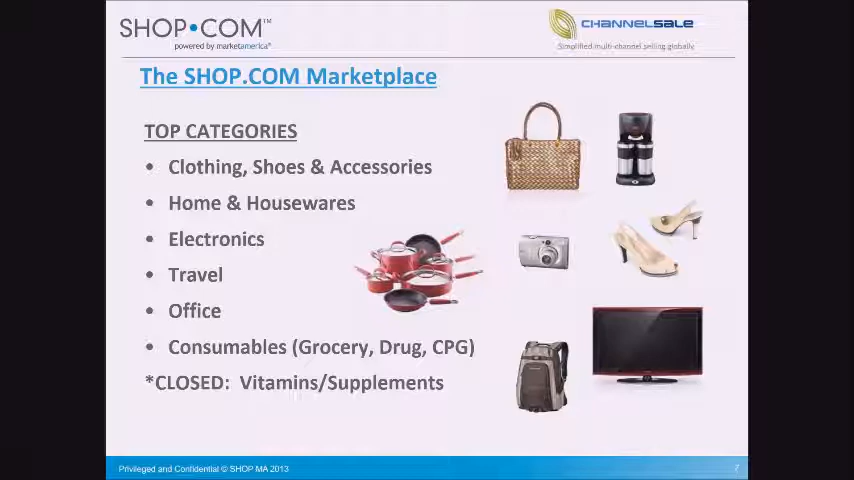 SHOP•COM™
powered by marketamerica®
CHANNELSALE
Simplified multi-channel selling globally
The SHOP.COM Marketplace
TOP CATEGORIES
• Clothing, Shoes & Accessories
• Home & Housewares
• Electronics
• Travel
• Office
• Consumables (Grocery, Drug, CPG)
*CLOSED: Vitamins/Supplements
Privileged and Confidential © SHOP MA 2013
7